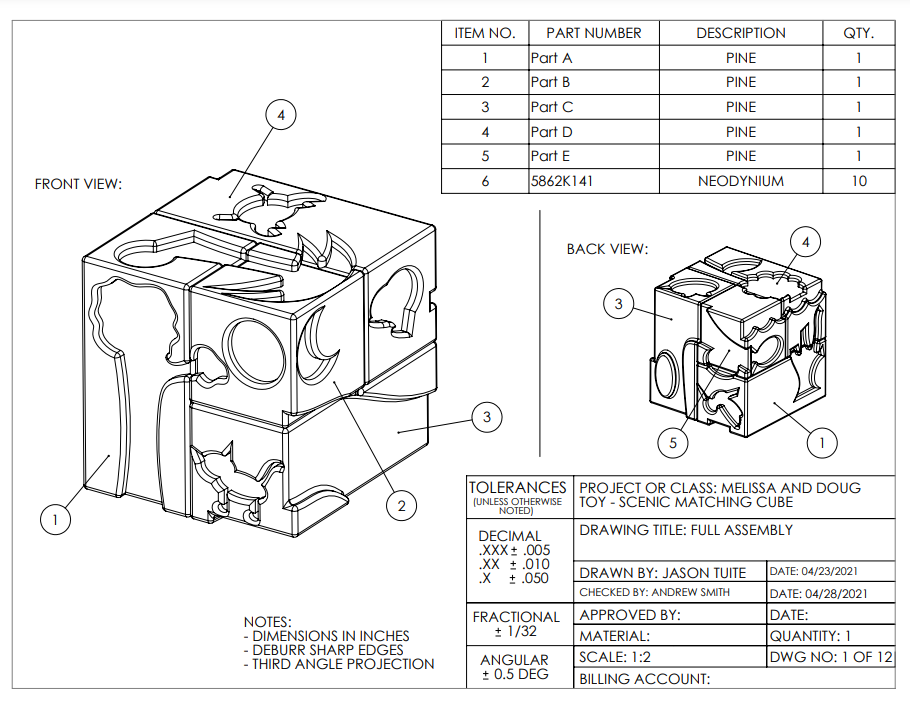 ITEM NO. PART NUMBER DESCRIPTION QTY.
1 Part A PINE 1
2 Part B PINE 1
3 Part C PINE 1
4 Part D PINE 1
5 Part E PINE 1
6 5862K141 NEODYNIUM 10
FRONT VIEW:
4
3
2
1
BACK VIEW:
4
3
5
1
NOTES:
- DIMENSIONS IN INCHES
- DEBURR SHARP EDGES
- THIRD ANGLE PROJECTION
TOLERANCES
(UNLESS OTHERWISE
NOTED)
DECIMAL
.XXX ± .005
.XX ± .010
.X ± .050
FRACTIONAL
± 1/32
ANGULAR
± 0.5 DEG
PROJECT OR CLASS: MELISSA AND DOUG
TOY - SCENIC MATCHING CUBE
DRAWING TITLE: FULL ASSEMBLY
DRAWN BY: JASON TUITE DATE: 04/23/2021
CHECKED BY: ANDREW SMITH DATE: 04/28/2021
APPROVED BY: DATE:
MATERIAL: QUANTITY: 1
SCALE: 1:2 DWG NO: 1 OF 12
BILLING ACCOUNT: